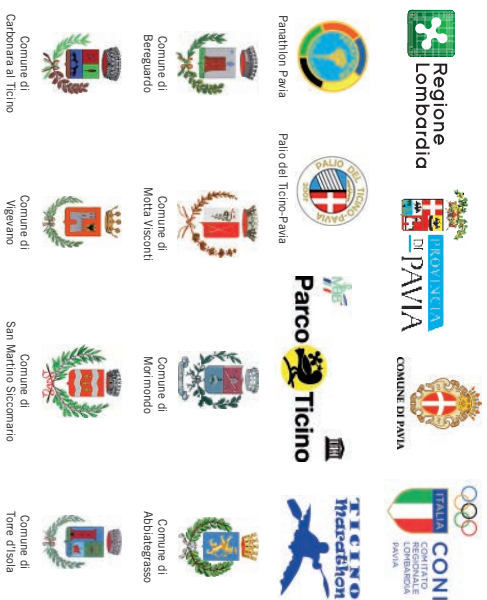 Regione
Lombardia
PROVINCIA
DI PAVIA
COMUNE DI PAVIA
ITALIA
CONI
COMITATO
REGIONALE
LOMBARDIA
PAVIA
Panathlon Pavia
PALIO DEL TICINO-PAVIA
2007
Palio del Ticino-Pavia
MAB
Parco Ticino
TICINO
marathon
Comune di
Bereguardo
Comune di
Motta Visconti
Comune di
Morimondo
Comune di
Abbiategrasso
Comune di
Carbonara al Ticino
Comune di
Vigevano
Comune di
San Martino Siccomario
Comune di
Torre d'Isola